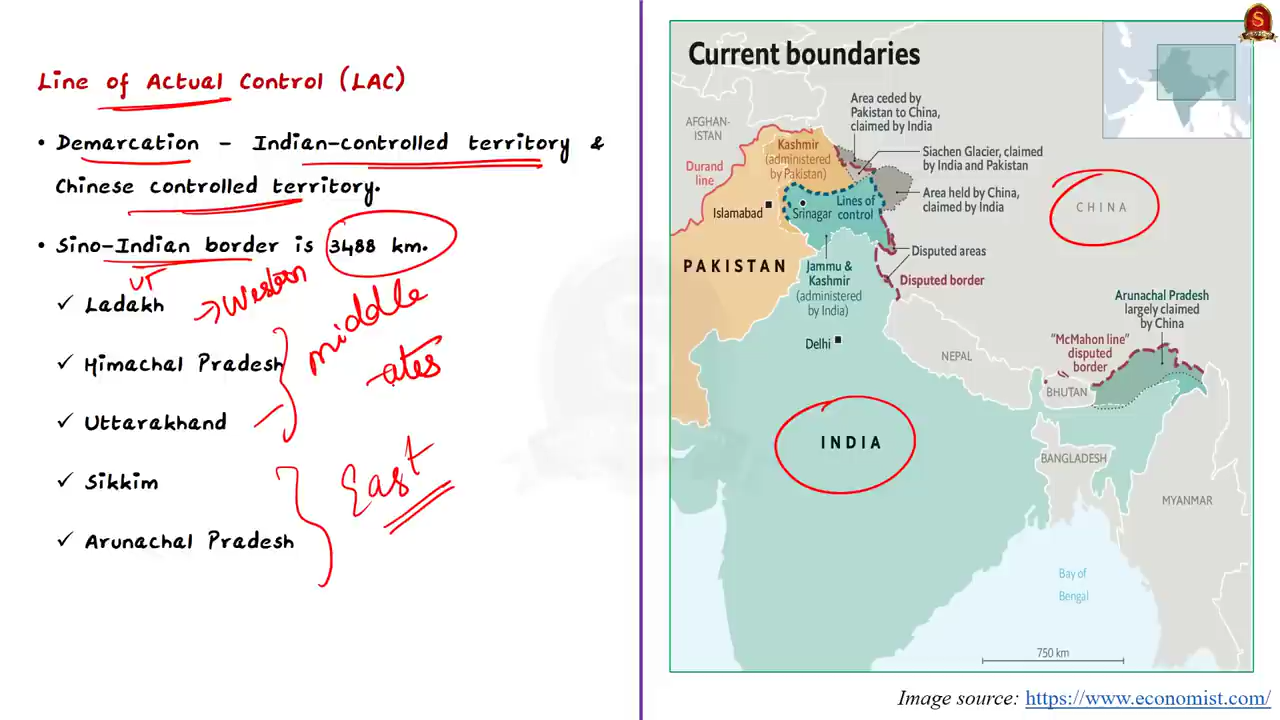 Line of Actual Control (LAC)
• Demarcation – Indian-controlled territory &
Chinese controlled territory.
• Sino-Indian border is 3488 km.
UT
✓ Ladakh
Western
✓ Himachal Pradesh
middle
✓ Uttarakhand
✓ Sikkim
East
✓ Arunachal Pradesh
Current boundaries
AFGHAN-
ISTAN
Area ceded by
Pakistan to China,
claimed by India
Durand
line
Kashmir
(administered
by Pakistan)
Siachen Glacier, claimed
by India and Pakistan
Area held by China,
claimed by India
CHINA
Islamabad
Srinagar
Lines of
control
PAKISTAN
Jammu &
Kashmir
(administered
by India)
Disputed areas
Disputed border
Arunachal Pradesh
largely claimed
by China
Delhi
NEPAL
"McMahon line"
disputed
border
BHUTAN
INDIA
BANGLADESH
MYANMAR
Bay of
Bengal
750 km
Image source: https://www.economist.com/
S